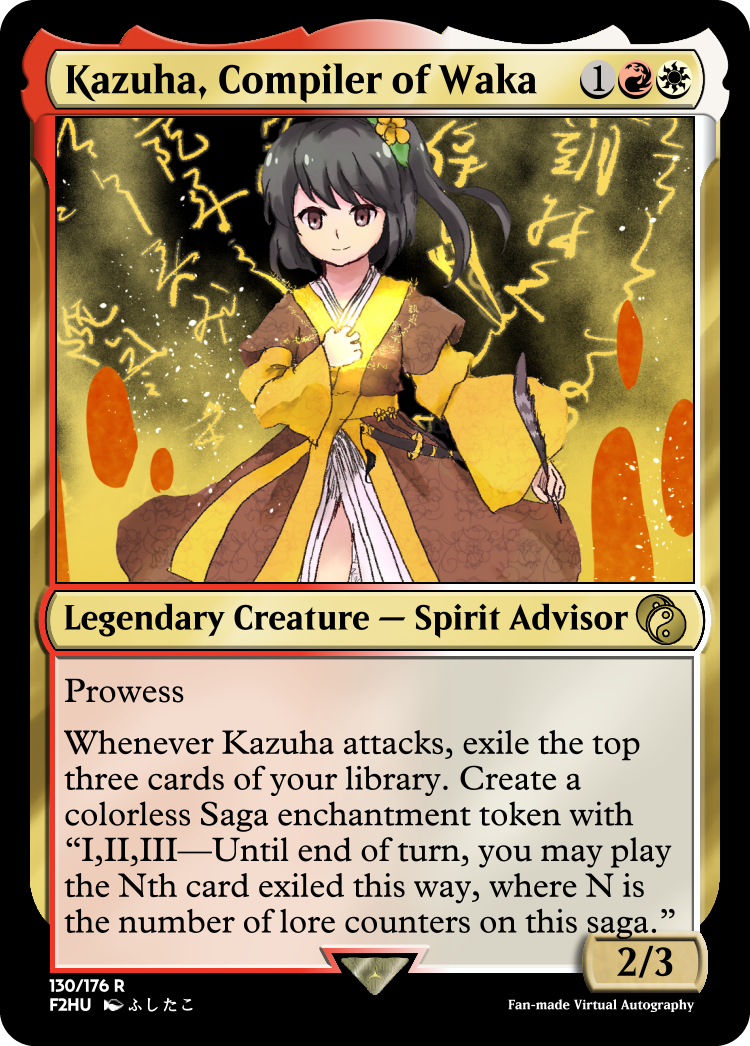 Kazuha, Compiler of Waka 1
Legendary Creature — Spirit Advisor
Prowess
Whenever Kazuha attacks, exile the top
three cards of your library. Create a
colorless Saga enchantment token with
“I,II,III—Until end of turn, you may play
the Nth card exiled this way, where N is
the number of lore counters on this saga.”
2/3
130/176 R
F2HU ふしたこ
Fan-made Virtual Autography